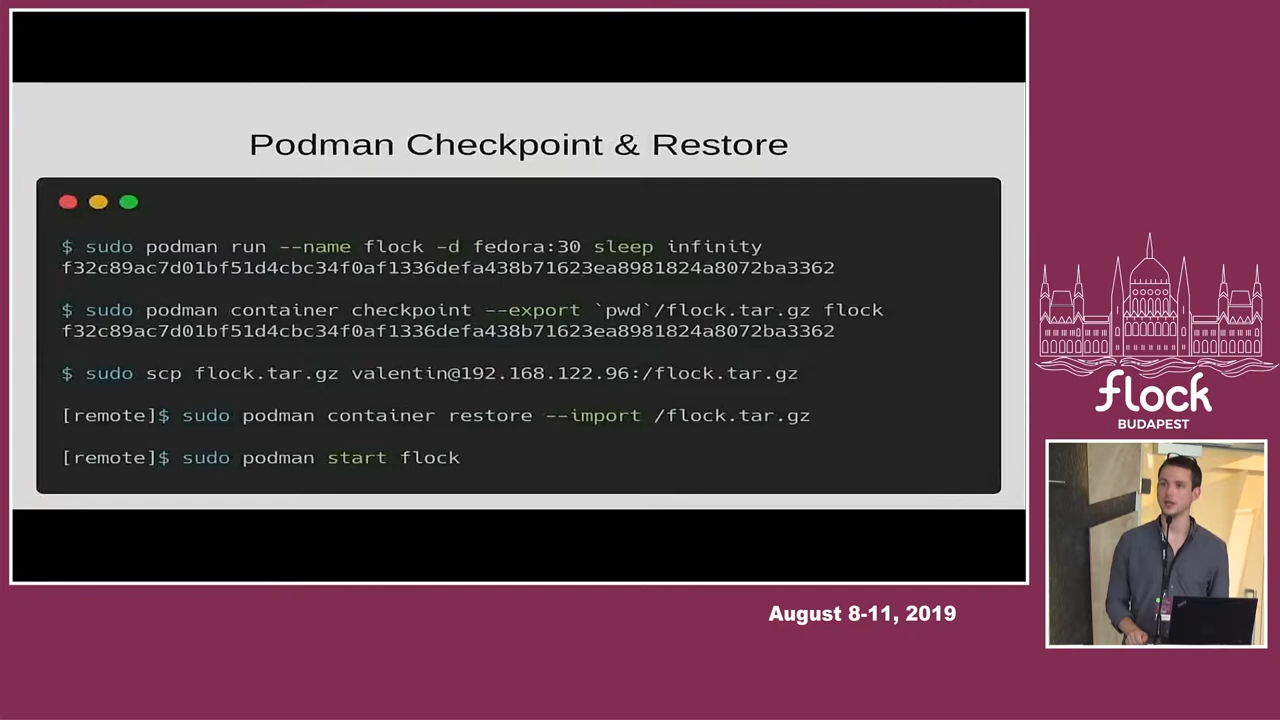 Podman Checkpoint & Restore
$ sudo podman run --name flock -d fedora:30 sleep infinity
f32c89ac7d01bf51d4cbc34f0af1336defa438b71623ea8981824a8072ba3362
$ sudo podman container checkpoint --export `pwd`/flock.tar.gz flock
f32c89ac7d01bf51d4cbc34f0af1336defa438b71623ea8981824a8072ba3362
$ sudo scp flock.tar.gz valentin@192.168.122.96:/flock.tar.gz
[remote]$ sudo podman container restore --import /flock.tar.gz
[remote]$ sudo podman start flock
flock
BUDAPEST
August 8-11, 2019